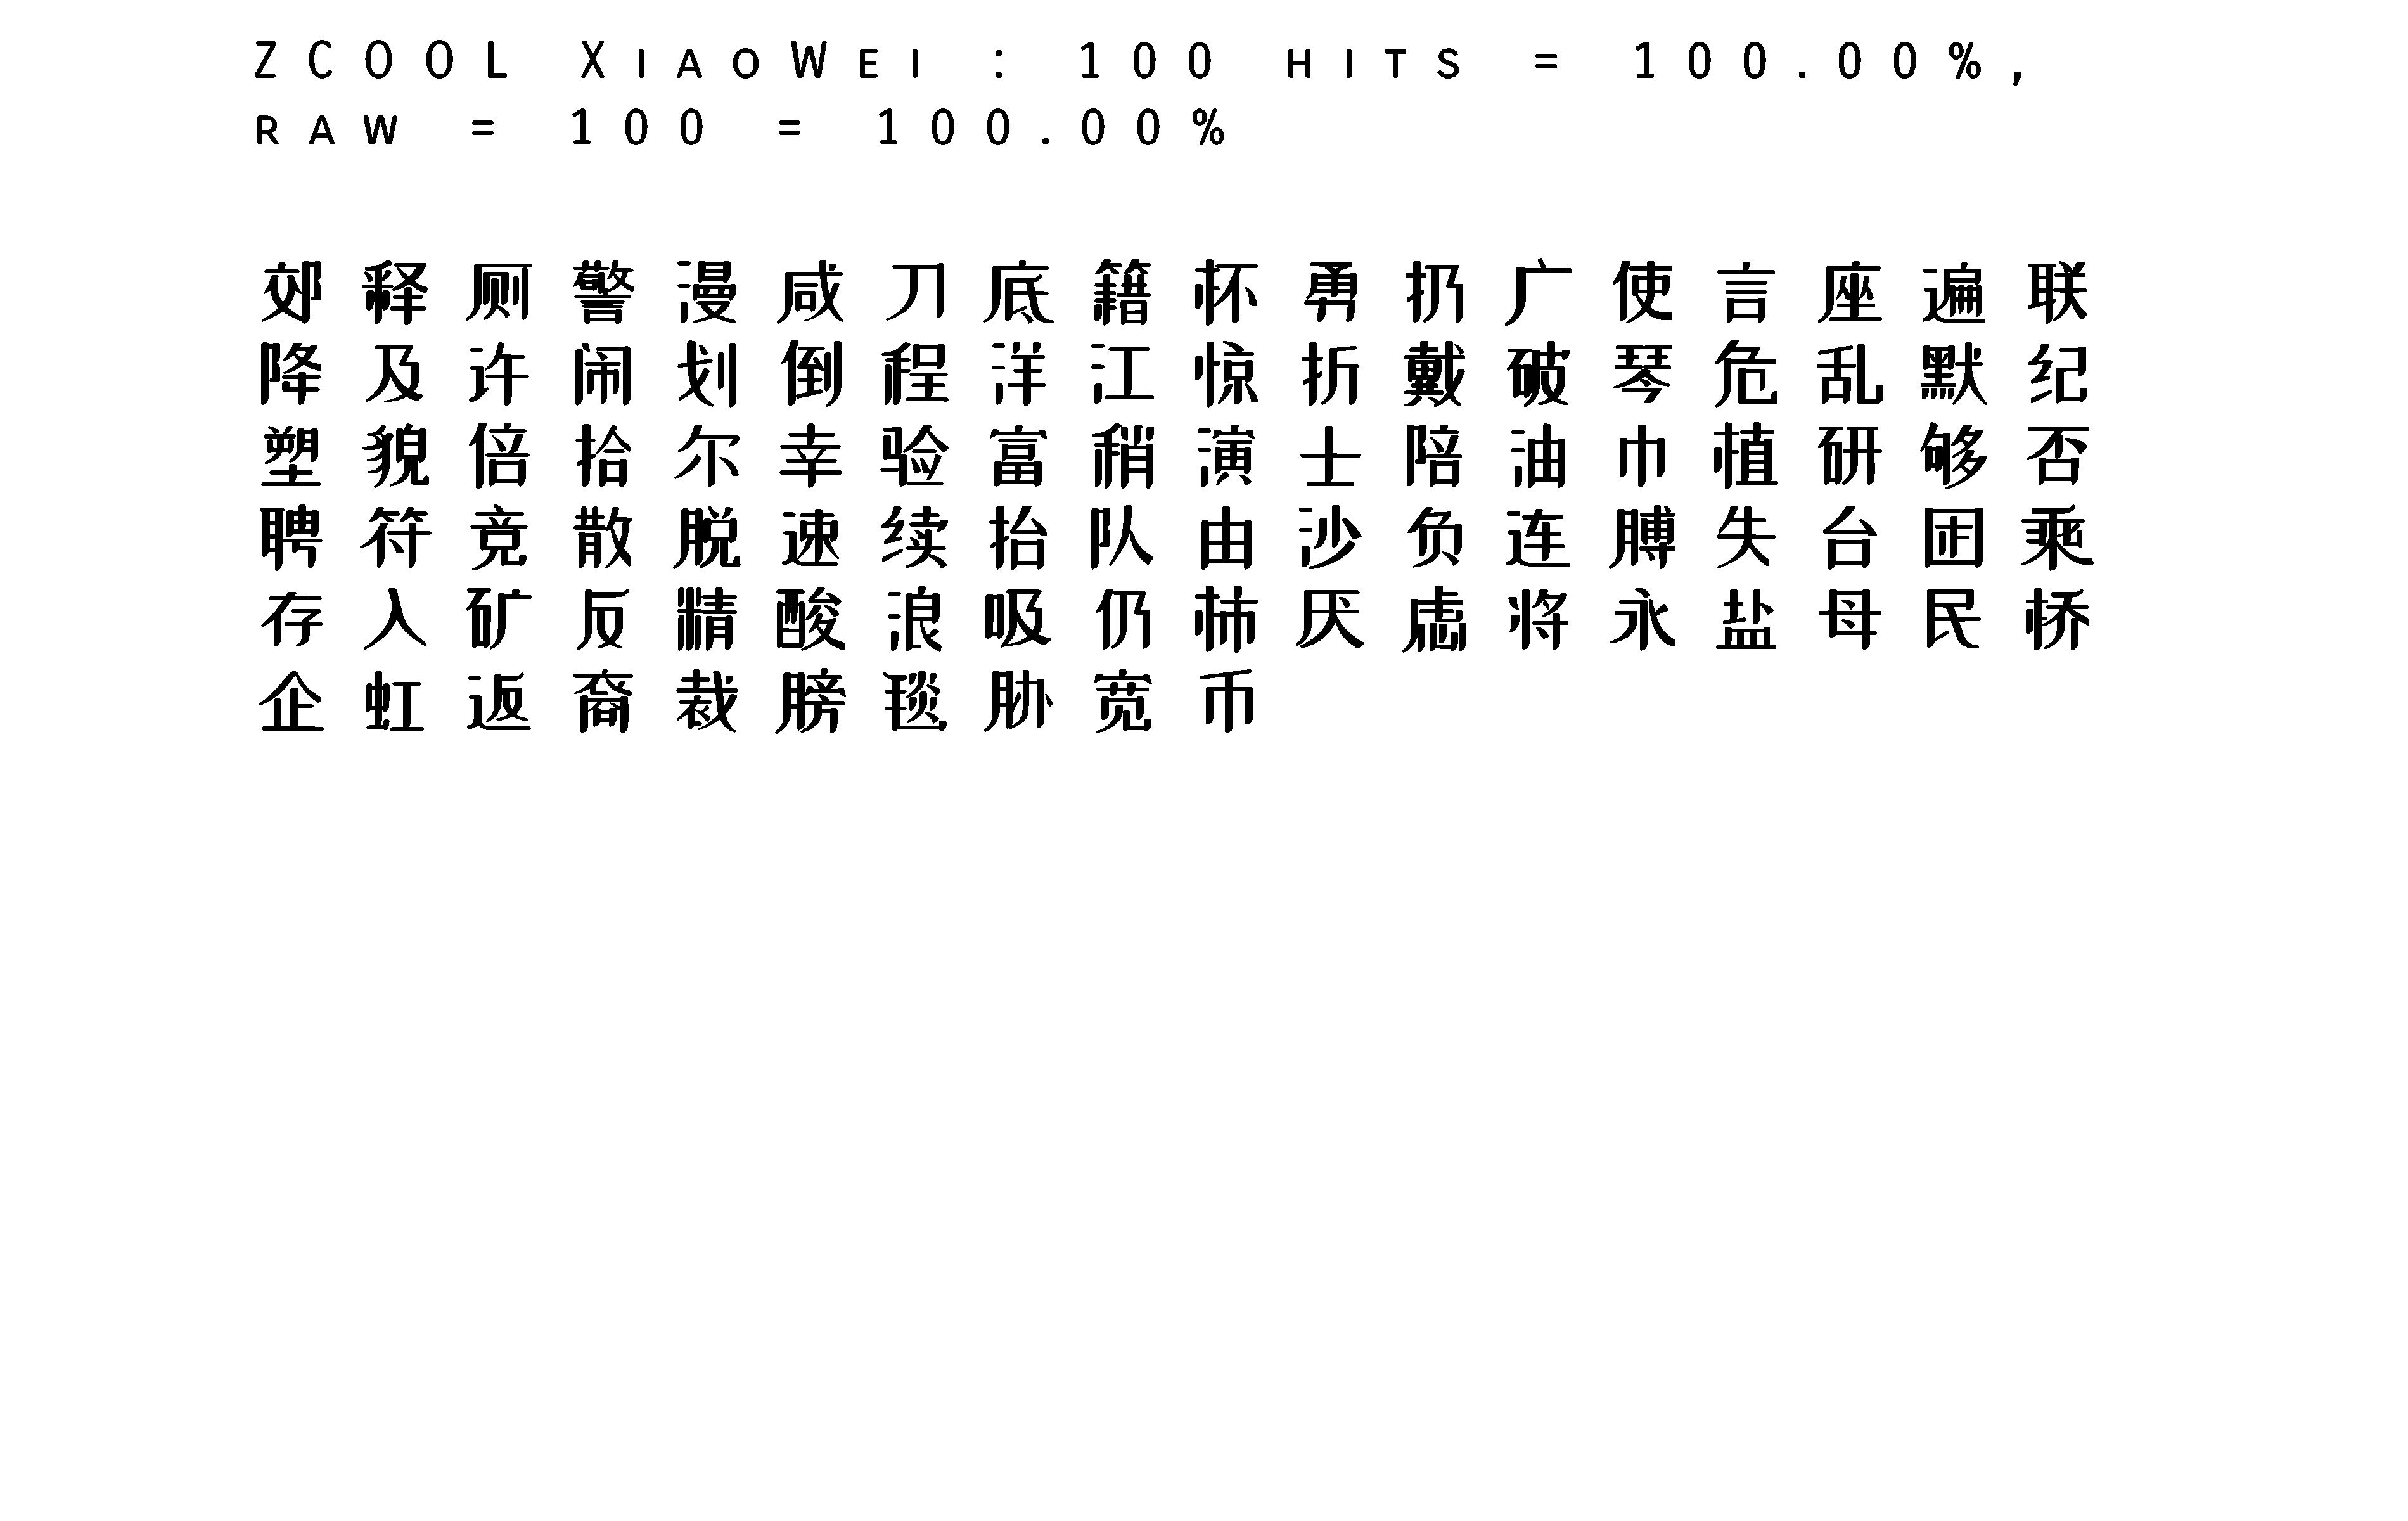 ZCOOL XiaoWei : 100 hits = 100.00%,
raw = 100 = 100.00%
郊释厕警漫咸刀底籍怀勇扔广使言座遍联
降及许闹划倒程洋江惊折戴破琴危乱默纪
塑貌倍拾尔幸验富稍演士陪油巾植研够否
聘符竞散脱速续抬队由沙负连膊失台困乘
存人矿反精酸浪吸仍柿厌虑将永盐母民桥
企虹返裔裁膀毯胁宽币